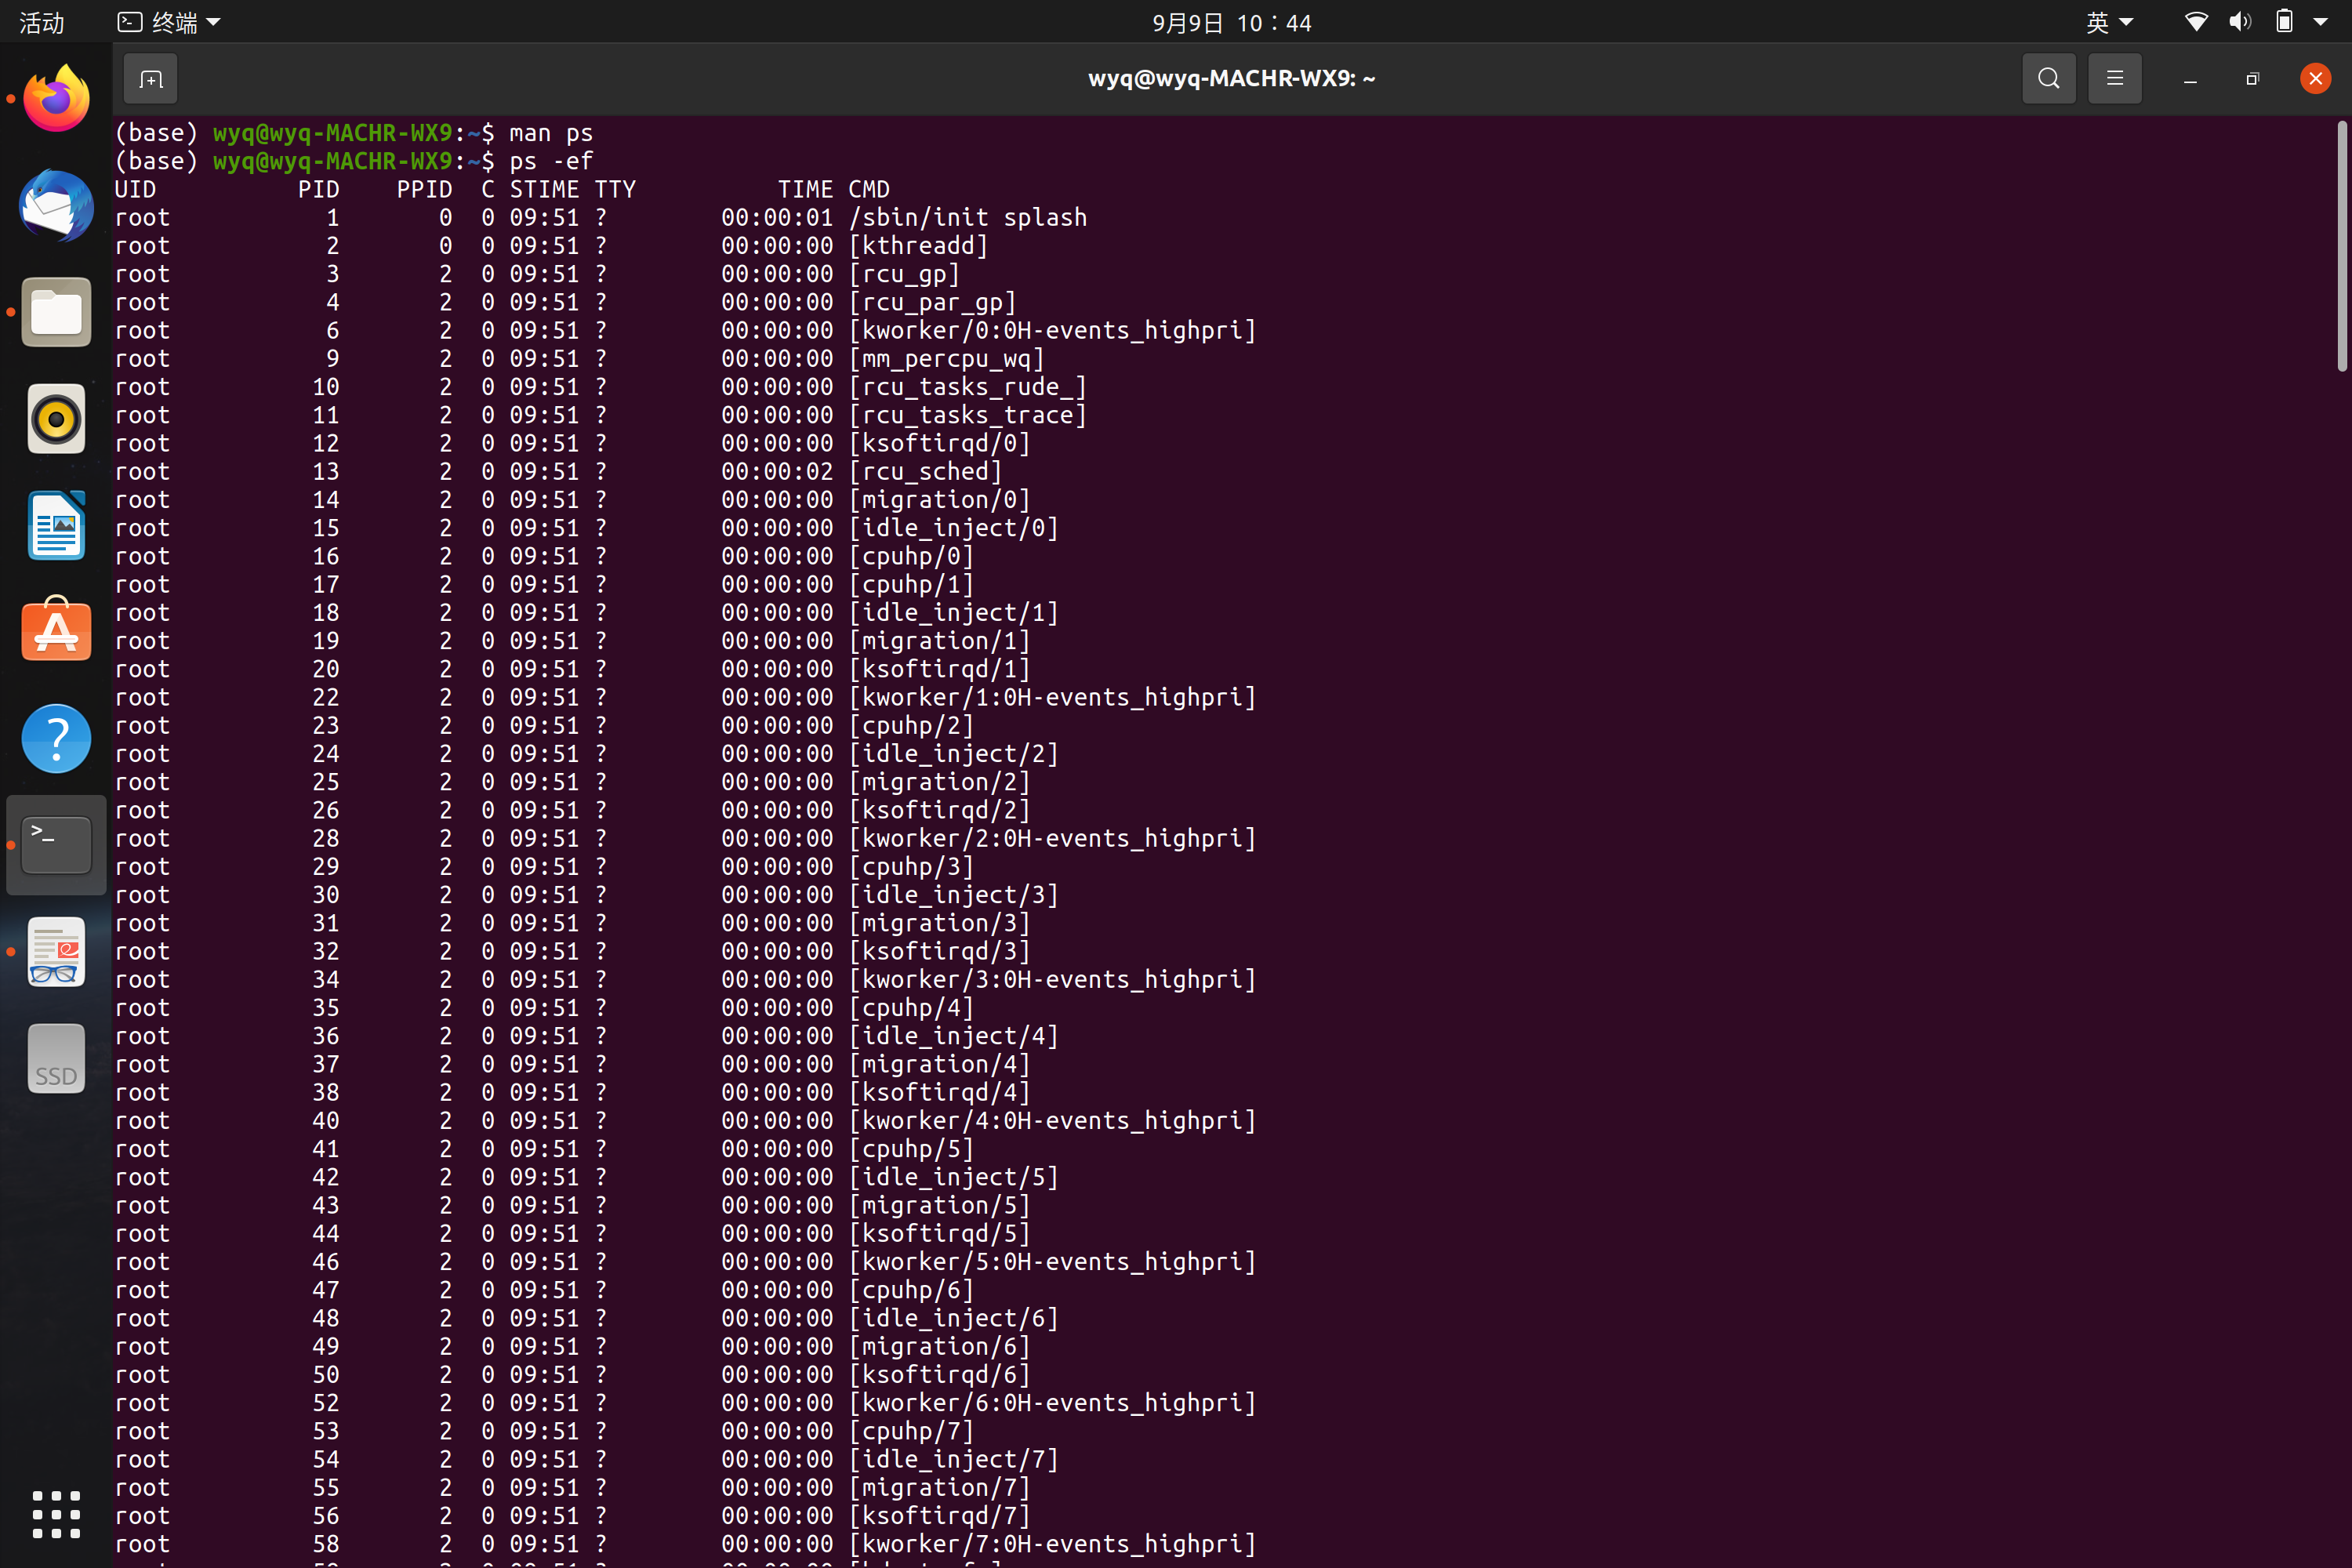 活动 终端 9月9日 10：44 英
wyq@wyq-MACHR-WX9: ~
(base) wyq@wyq-MACHR-WX9:~$ man ps
(base) wyq@wyq-MACHR-WX9:~$ ps -ef
UID PID PPID C STIME TTY TIME CMD
root 1 0 0 09:51 ? 00:00:01 /sbin/init splash
root 2 0 0 09:51 ? 00:00:00 [kthreadd]
root 3 2 0 09:51 ? 00:00:00 [rcu_gp]
root 4 2 0 09:51 ? 00:00:00 [rcu_par_gp]
root 6 2 0 09:51 ? 00:00:00 [kworker/0:0H-events_highpri]
root 9 2 0 09:51 ? 00:00:00 [mm_percpu_wq]
root 10 2 0 09:51 ? 00:00:00 [rcu_tasks_rude_]
root 11 2 0 09:51 ? 00:00:00 [rcu_tasks_trace]
root 12 2 0 09:51 ? 00:00:00 [ksoftirqd/0]
root 13 2 0 09:51 ? 00:00:02 [rcu_sched]
root 14 2 0 09:51 ? 00:00:00 [migration/0]
root 15 2 0 09:51 ? 00:00:00 [idle_inject/0]
root 16 2 0 09:51 ? 00:00:00 [cpuhp/0]
root 17 2 0 09:51 ? 00:00:00 [cpuhp/1]
root 18 2 0 09:51 ? 00:00:00 [idle_inject/1]
root 19 2 0 09:51 ? 00:00:00 [migration/1]
root 20 2 0 09:51 ? 00:00:00 [ksoftirqd/1]
root 22 2 0 09:51 ? 00:00:00 [kworker/1:0H-events_highpri]
root 23 2 0 09:51 ? 00:00:00 [cpuhp/2]
root 24 2 0 09:51 ? 00:00:00 [idle_inject/2]
root 25 2 0 09:51 ? 00:00:00 [migration/2]
root 26 2 0 09:51 ? 00:00:00 [ksoftirqd/2]
root 28 2 0 09:51 ? 00:00:00 [kworker/2:0H-events_highpri]
root 29 2 0 09:51 ? 00:00:00 [cpuhp/3]
root 30 2 0 09:51 ? 00:00:00 [idle_inject/3]
root 31 2 0 09:51 ? 00:00:00 [migration/3]
root 32 2 0 09:51 ? 00:00:00 [ksoftirqd/3]
root 34 2 0 09:51 ? 00:00:00 [kworker/3:0H-events_highpri]
root 35 2 0 09:51 ? 00:00:00 [cpuhp/4]
root 36 2 0 09:51 ? 00:00:00 [idle_inject/4]
root 37 2 0 09:51 ? 00:00:00 [migration/4]
root 38 2 0 09:51 ? 00:00:00 [ksoftirqd/4]
root 40 2 0 09:51 ? 00:00:00 [kworker/4:0H-events_highpri]
root 41 2 0 09:51 ? 00:00:00 [cpuhp/5]
root 42 2 0 09:51 ? 00:00:00 [idle_inject/5]
root 43 2 0 09:51 ? 00:00:00 [migration/5]
root 44 2 0 09:51 ? 00:00:00 [ksoftirqd/5]
root 46 2 0 09:51 ? 00:00:00 [kworker/5:0H-events_highpri]
root 47 2 0 09:51 ? 00:00:00 [cpuhp/6]
root 48 2 0 09:51 ? 00:00:00 [idle_inject/6]
root 49 2 0 09:51 ? 00:00:00 [migration/6]
root 50 2 0 09:51 ? 00:00:00 [ksoftirqd/6]
root 52 2 0 09:51 ? 00:00:00 [kworker/6:0H-events_highpri]
root 53 2 0 09:51 ? 00:00:00 [cpuhp/7]
root 54 2 0 09:51 ? 00:00:00 [idle_inject/7]
root 55 2 0 09:51 ? 00:00:00 [migration/7]
root 56 2 0 09:51 ? 00:00:00 [ksoftirqd/7]
root 58 2 0 09:51 ? 00:00:00 [kworker/7:0H-events_highpri]
SSD